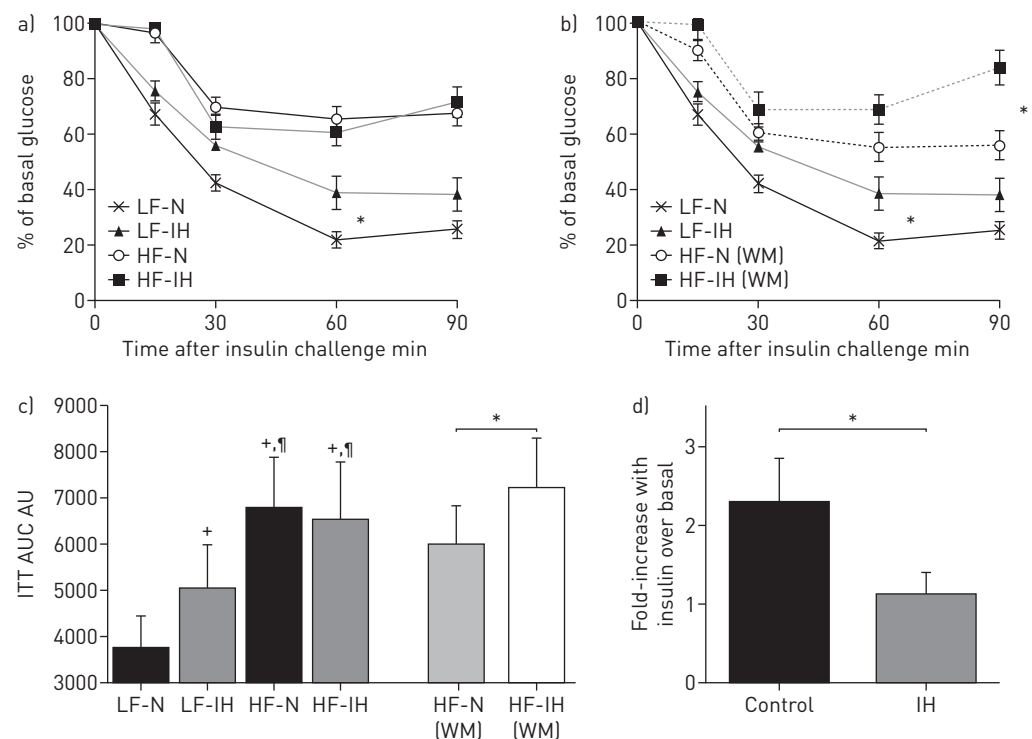 a)
100
80
60
40
20
0
% of basal glucose
LF-N
LF-IH
HF-N
HF-IH
*
0 30 60 90
Time after insulin challenge min
b)
100
80
60
40
20
0
% of basal glucose
LF-N
LF-IH
HF-N (WM)
HF-IH (WM)
*
*
0 30 60 90
Time after insulin challenge min
c)
9000
8000
7000
6000
5000
4000
3000
ITT AUC AU
+
+,¶
+,¶
*
LF-N LF-IH HF-N HF-IH HF-N HF-IH
(WM) (WM)
d)
3
2
1
0
Fold-increase with
insulin over basal
*
Control IH